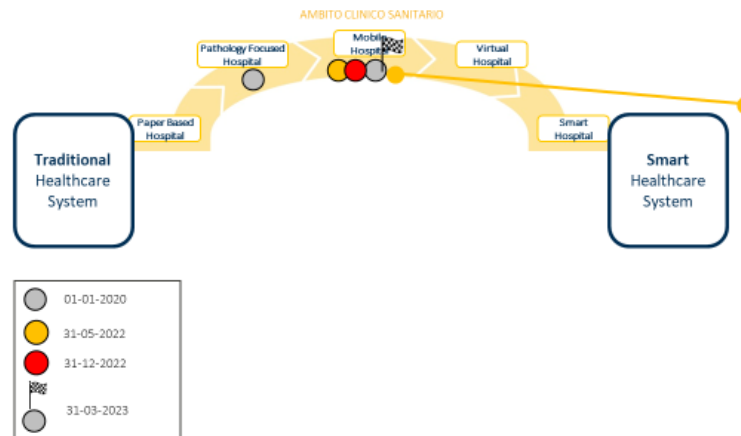 AMBITO CLINICO SANITARIO
Pathology Focused
Hospital
Mobile
Hospital
Virtual
Hospital
Paper Based
Hospital
Smart
Hospital
Traditional
Healthcare
System
Smart
Healthcare
System
01-01-2020
31-05-2022
31-12-2022
31-03-2023